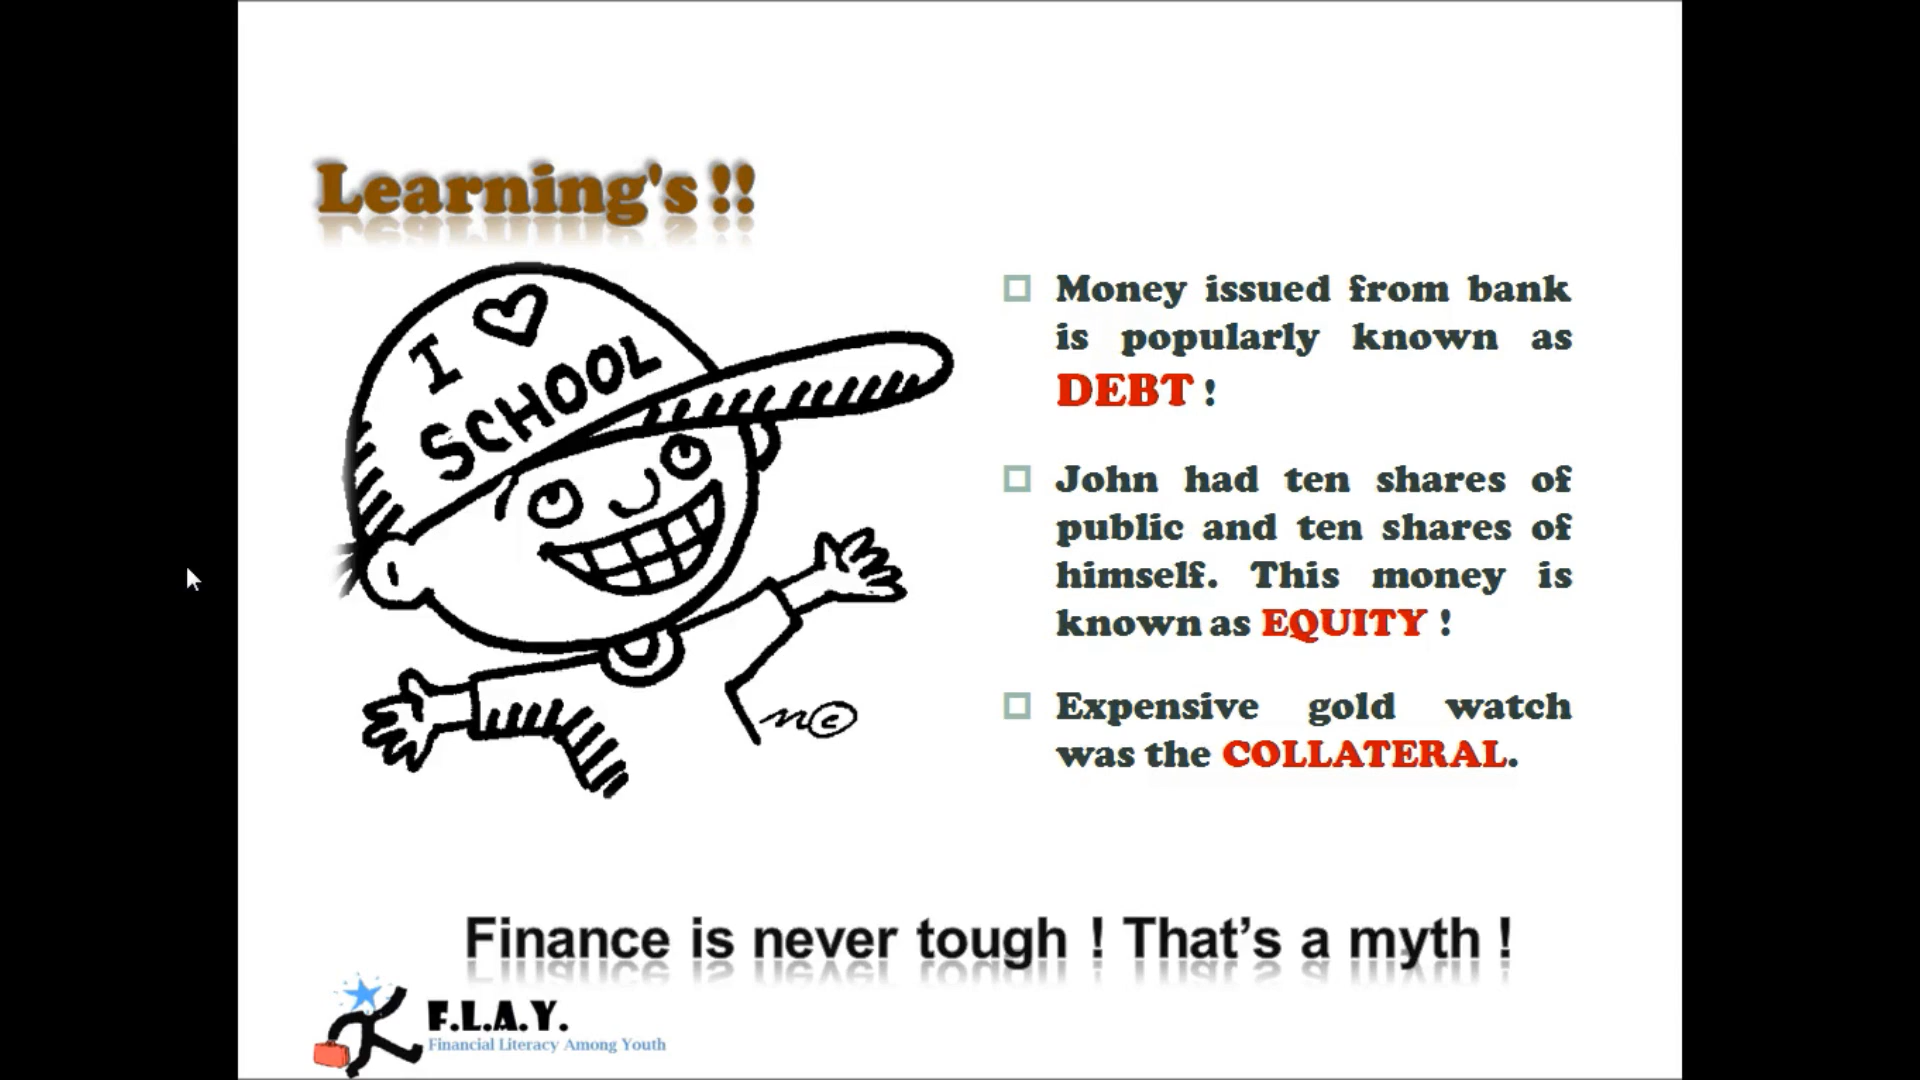 Learning's !!
I ♡
SCHOOL
Money issued from bank
is popularly known as
DEBT !
John had ten shares of
public and ten shares of
himself. This money is
known as EQUITY !
Expensive gold watch
was the COLLATERAL.
Finance is never tough ! That’s a myth !
F.L.A.Y.
Financial Literacy Among Youth